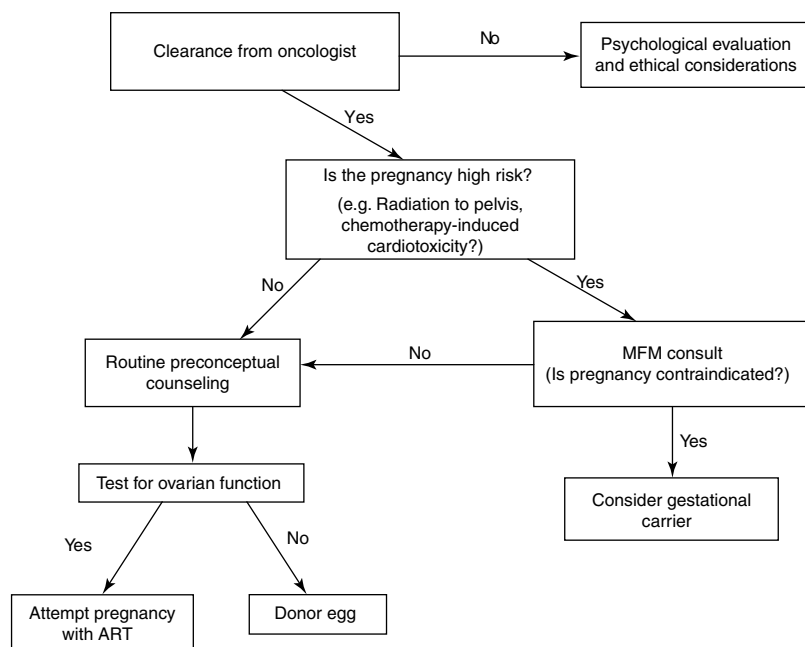 Clearance from oncologist
No
Psychological evaluation
and ethical considerations
Yes
Is the pregnancy high risk?
(e.g. Radiation to pelvis,
chemotherapy-induced
cardiotoxicity?)
No
Yes
Routine preconceptual
counseling
No
MFM consult
(Is pregnancy contraindicated?)
Yes
Test for ovarian function
Consider gestational
carrier
Yes
No
Attempt pregnancy
with ART
Donor egg